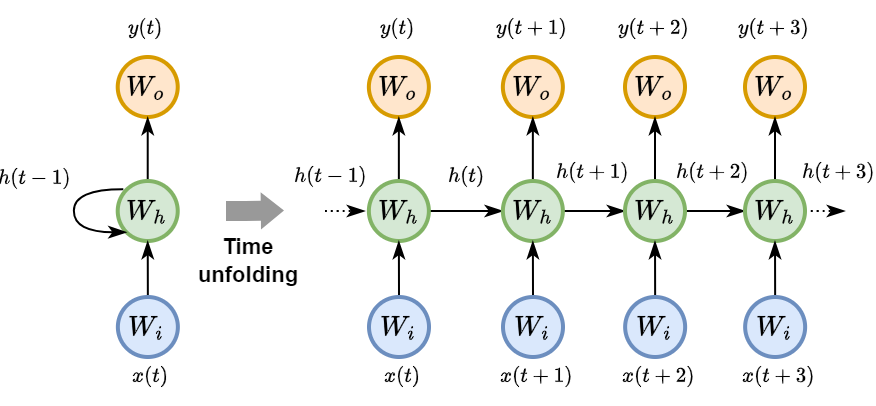 y(t) y(t) y(t + 1) y(t + 2) y(t + 3)
W_o W_o W_o W_o W_o
h(t − 1) h(t − 1) h(t) h(t + 1) h(t + 2) h(t + 3)
W_h W_h W_h W_h W_h
Time
unfolding
W_i W_i W_i W_i W_i
x(t) x(t) x(t + 1) x(t + 2) x(t + 3)